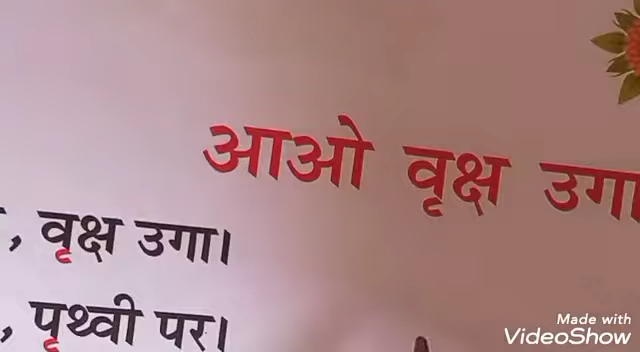 आओ वृक्ष उगा
, वृक्ष उगा।
, पृथ्वी पर।
Made with
VideoShow